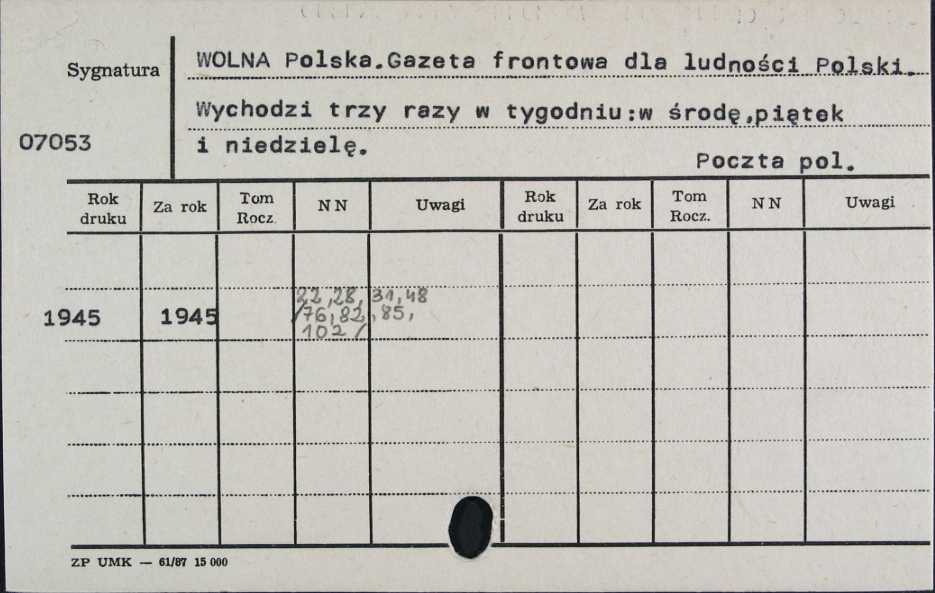 Sygnatura
07053
WOLNA Polska.Gazeta frontowa dla ludności Polski.
Wychodzi trzy razy w tygodniu:w środę,piątek
i niedzielę.
Poczta pol.
Rok druku Za rok Tom Rocz. NN Uwagi Rok druku Za rok Tom Rocz. NN Uwagi
1945 1945 22,28,31,48
/76,82,85,
102/
ZP UMK — 61/87 15 000